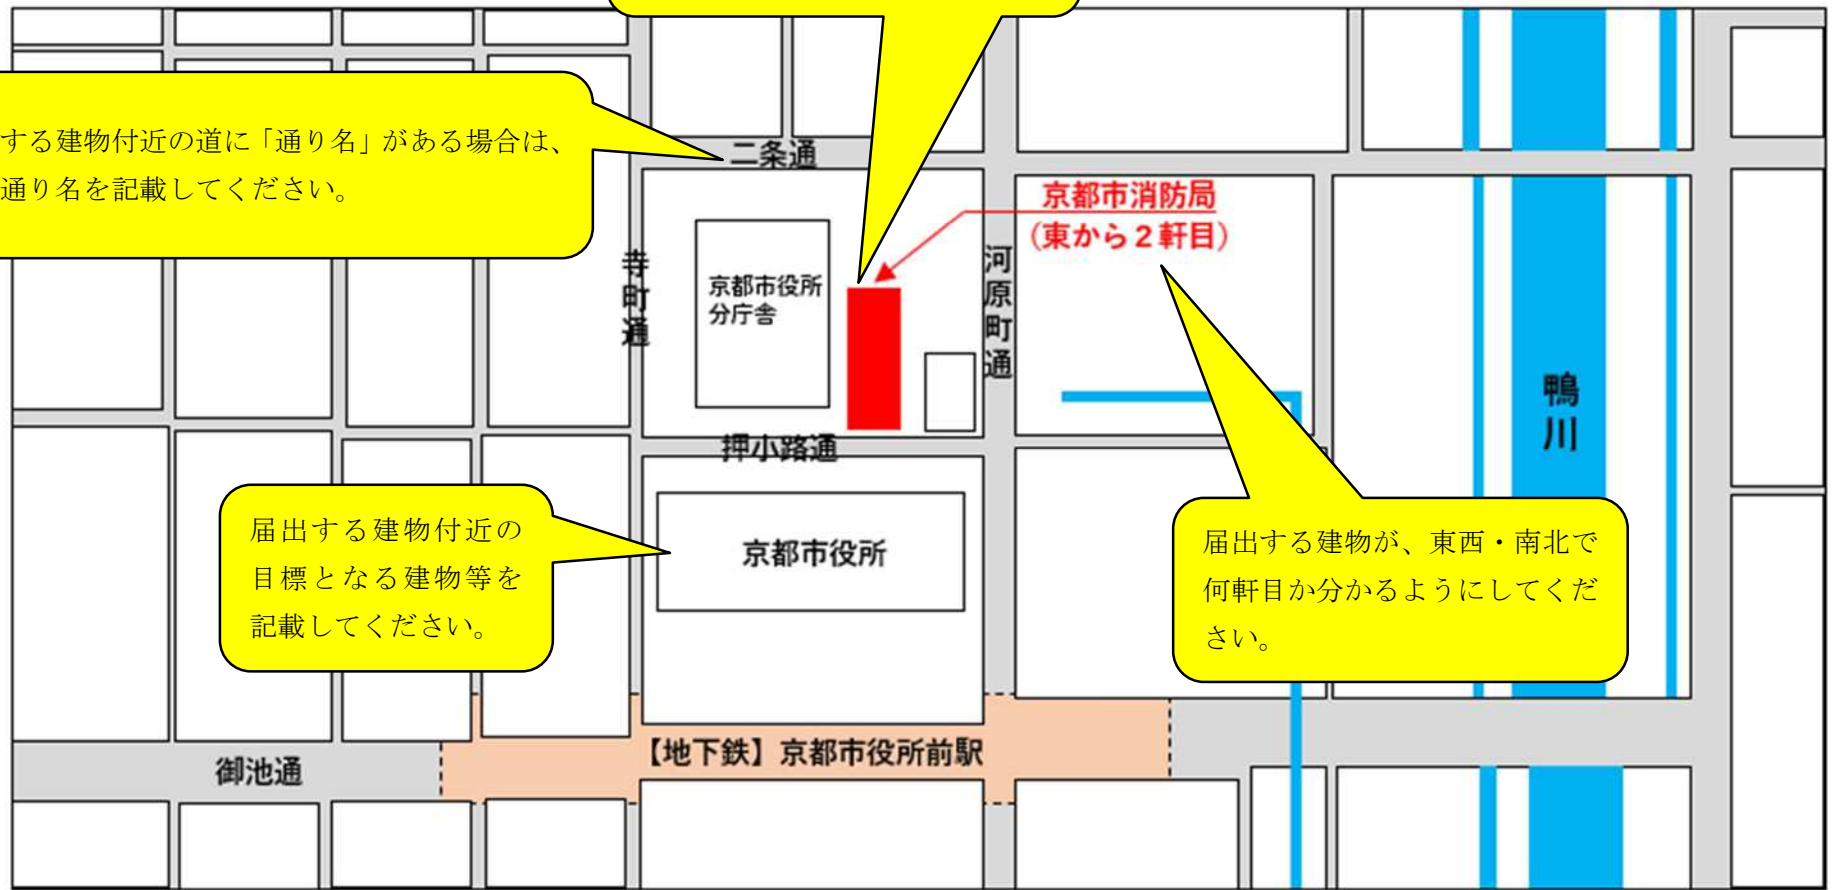 する建物付近の道に「通り名」がある場合は、
通り名を記載してください。
二条通
京都市消防局
(東から2軒目)
寺町通
京都市役所
分庁舎
河原町通
鴨川
押小路通
届出する建物付近の
目標となる建物等を
記載してください。
京都市役所
届出する建物が、東西・南北で
何軒目か分かるようにしてくだ
さい。
【地下鉄】京都市役所前駅
御池通